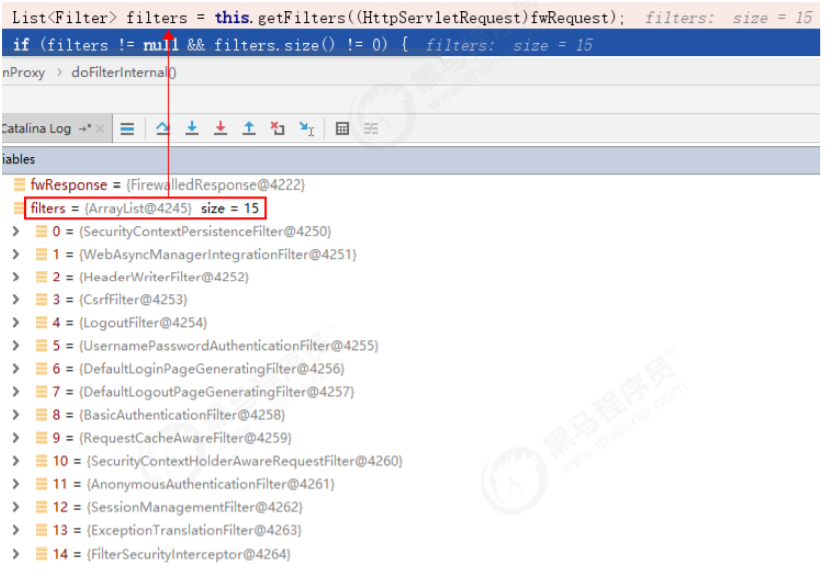 List<Filter> filters = this.getFilters((HttpServletRequest)fwRequest);  filters:  size = 15
if (filters != null && filters.size() != 0) {  filters:  size = 15
nProxy > doFilterInternal()
Catalina Log
iables
fwResponse = {FirewalledResponse@4222}
filters = {ArrayList@4245} size = 15
0 = {SecurityContextPersistenceFilter@4250}
1 = {WebAsyncManagerIntegrationFilter@4251}
2 = {HeaderWriterFilter@4252}
3 = {CsrfFilter@4253}
4 = {LogoutFilter@4254}
5 = {UsernamePasswordAuthenticationFilter@4255}
6 = {DefaultLoginPageGeneratingFilter@4256}
7 = {DefaultLogoutPageGeneratingFilter@4257}
8 = {BasicAuthenticationFilter@4258}
9 = {RequestCacheAwareFilter@4259}
10 = {SecurityContextHolderAwareRequestFilter@4260}
11 = {AnonymousAuthenticationFilter@4261}
12 = {SessionManagementFilter@4262}
13 = {ExceptionTranslationFilter@4263}
14 = {FilterSecurityInterceptor@4264}
黑马程序员
www.itheima.com